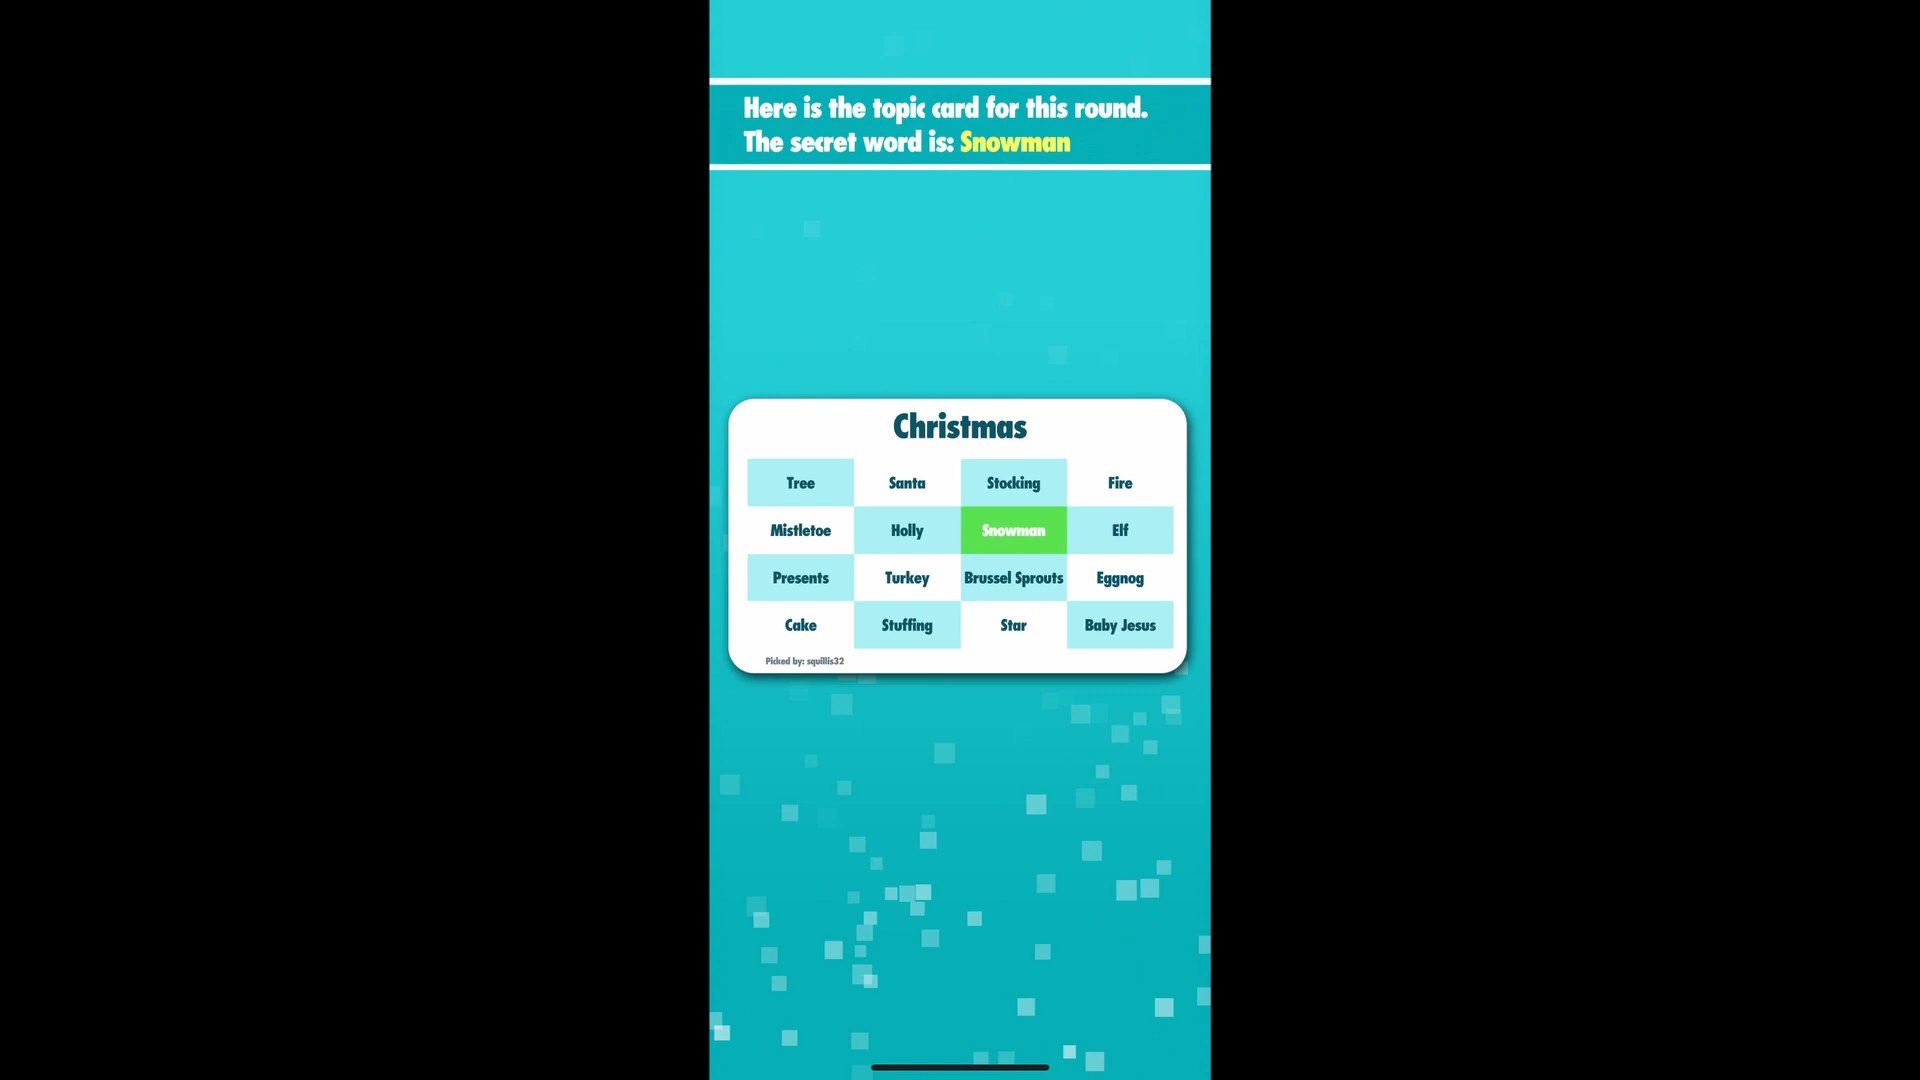 Here is the topic card for this round.
The secret word is: Snowman
Christmas
Tree Santa Stocking Fire
Mistletoe Holly Snowman Elf
Presents Turkey Brussel Sprouts Eggnog
Cake Stuffing Star Baby Jesus
Picked by: squillis32